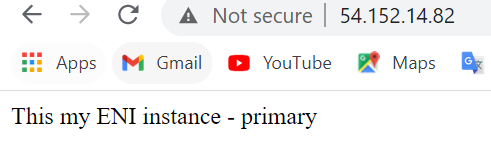 Not secure | 54.152.14.82
Apps Gmail YouTube Maps
This my ENI instance - primary